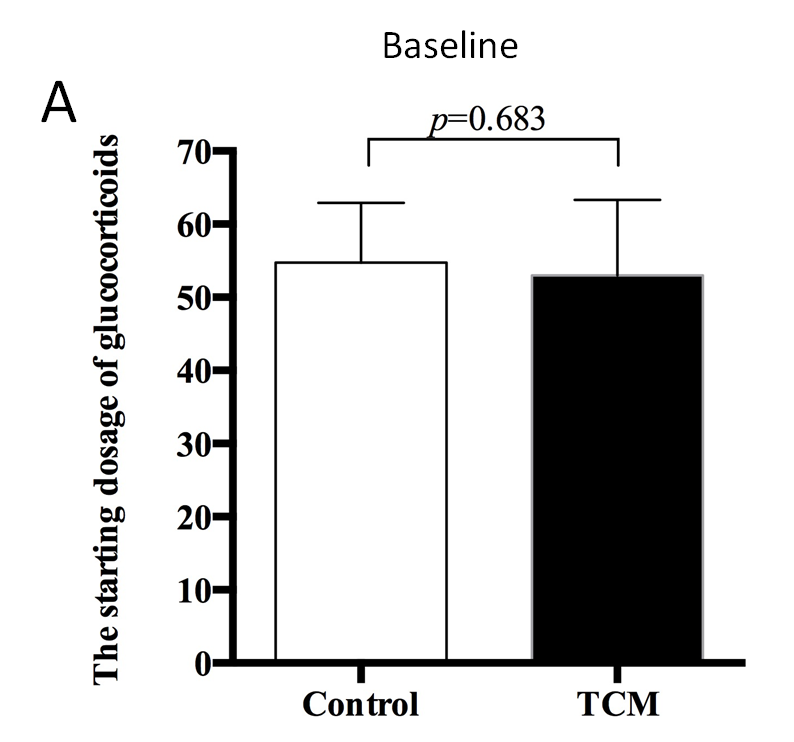 Baseline
A
p=0.683
The starting dosage of glucocorticoids
70
60
50
40
30
20
10
0
Control
TCM